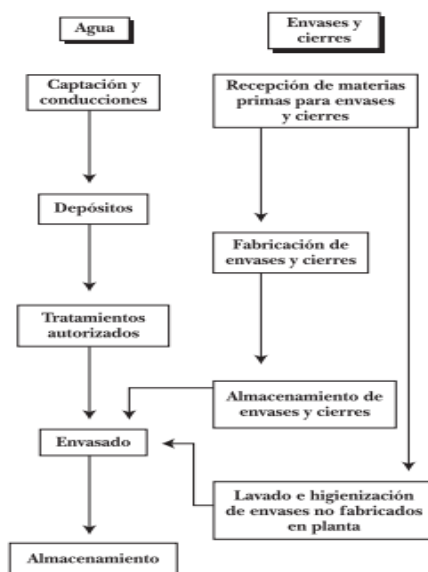 Agua
Envases y
cierres
Captación y
conducciones
Recepción de materias
primas para envases
y cierres
Depósitos
Fabricación de
envases y cierres
Tratamientos
autorizados
Almacenamiento de
envases y cierres
Envasado
Lavado e higienización
de envases no fabricados
en planta
Almacenamiento